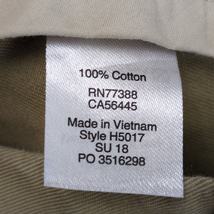 100% Cotton
RN77388
CA56445
Made in Vietnam
Style H5017
SU 18
PO 3516298